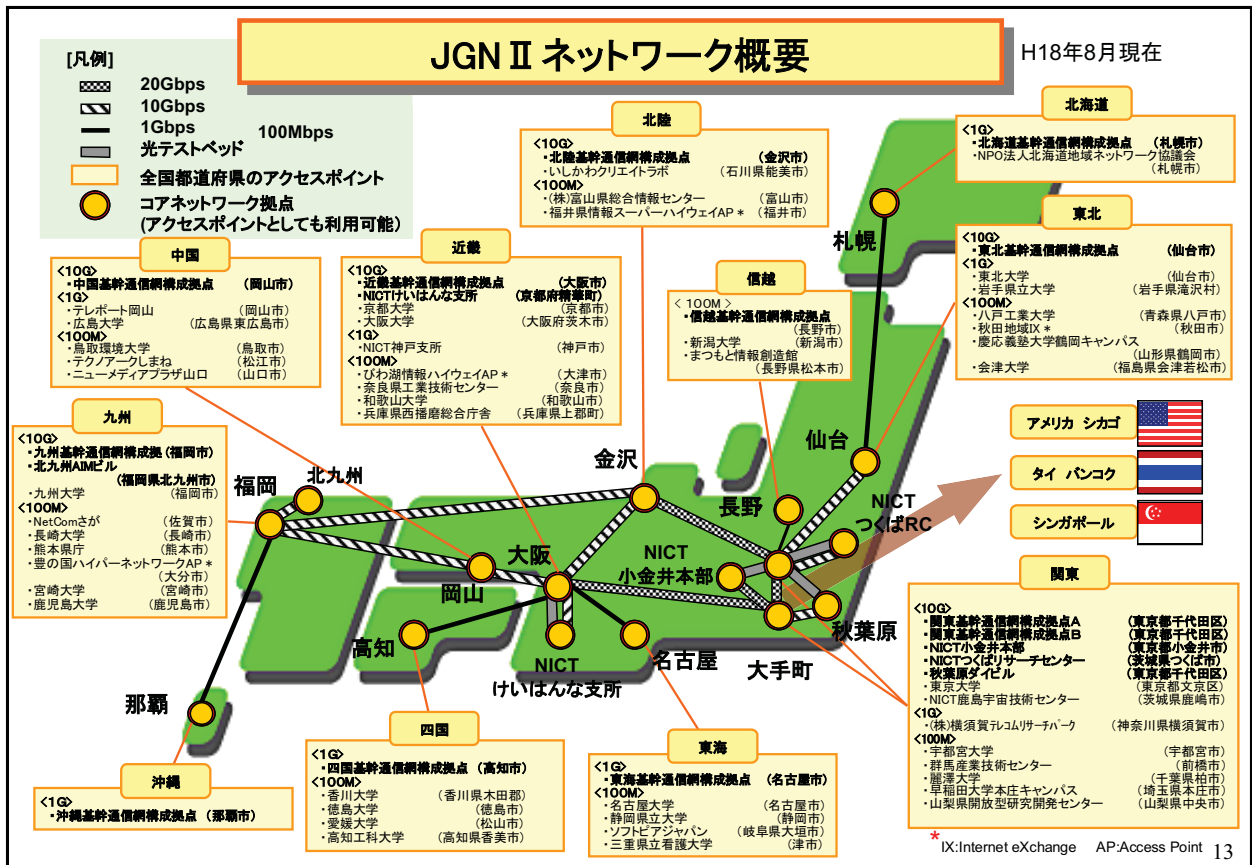 JGNⅡネットワーク概要
H18年8月現在
[凡例]
20Gbps
10Gbps
1Gbps 100Mbps
光テストベッド
全国都道府県のアクセスポイント
コアネットワーク拠点
(アクセスポイントとしても利用可能)
北陸
<10G>
・北陸基幹通信網構成拠点 (金沢市)
・いしかわクリエイトラボ (石川県能美市)
<100M>
・(株)富山県総合情報センター (富山市)
・福井県情報スーパーハイウェイAP * (福井市)
北海道
<1G>
・北海道基幹通信網構成拠点 (札幌市)
・NPO法人北海道地域ネットワーク協議会
(札幌市)
東北
<10G>
・東北基幹通信網構成拠点 (仙台市)
<1G>
・東北大学 (仙台市)
・岩手県立大学 (岩手県滝沢村)
<100M>
・八戸工業大学 (青森県八戸市)
・秋田地域IX * (秋田市)
・慶応義塾大学鶴岡キャンパス
(山形県鶴岡市)
・会津大学 (福島県会津若松市)
中国
<10G>
・中国基幹通信網構成拠点 (岡山市)
<1G>
・テレポート岡山 (岡山市)
・広島大学 (広島県東広島市)
<100M>
・鳥取環境大学 (鳥取市)
・テクノアークしまね (松江市)
・ニューメディアプラザ山口 (山口市)
近畿
<10G>
・近畿基幹通信網構成拠点 (大阪市)
・NICTけいはんな支所 (京都府精華町)
・京都大学 (京都市)
・大阪大学 (大阪府茨木市)
<1G>
・NICT神戸支所 (神戸市)
<100M>
・びわ湖情報ハイウェイAP * (大津市)
・奈良県工業技術センター (奈良市)
・和歌山大学 (和歌山市)
・兵庫県西播磨総合庁舎 (兵庫県上郡町)
信越
<100M>
・信越基幹通信網構成拠点
(長野市)
・新潟大学 (新潟市)
・まつもと情報創造館
(長野県松本市)
九州
<10G>
・九州基幹通信網構成拠 (福岡市)
・北九州AIMビル
(福岡県北九州市)
・九州大学 (福岡市)
<100M>
・NetComさが (佐賀市)
・長崎大学 (長崎市)
・熊本県庁 (熊本市)
・豊の国ハイパーネットワークAP *
(大分市)
・宮崎大学 (宮崎市)
・鹿児島大学 (鹿児島市)
アメリカ シカゴ
タイ バンコク
シンガポール
札幌
仙台
金沢
長野
NICT
つくばRC
福岡
北九州
大阪
岡山
NICT
小金井本部
高知
NICT
けいはんな支所
名古屋
大手町
秋葉原
那覇
関東
<10G>
・関東基幹通信網構成拠点A (東京都千代田区)
・関東基幹通信網構成拠点B (東京都千代田区)
・NICT小金井本部 (東京都小金井市)
・NICTつくばリサーチセンター (茨城県つくば市)
・秋葉原ダイビル (東京都千代田区)
・東京大学 (東京都文京区)
・NICT鹿島宇宙技術センター (茨城県鹿嶋市)
<1G>
・(株)横須賀テレコムリサーチパーク (神奈川県横須賀市)
<100M>
・宇都宮大学 (宇都宮市)
・群馬産業技術センター (前橋市)
・麗澤大学 (千葉県柏市)
・早稲田大学本庄キャンパス (埼玉県本庄市)
・山梨県開放型研究開発センター (山梨県中央市)
沖縄
<1G>
・沖縄基幹通信網構成拠点 (那覇市)
四国
<1G>
・四国基幹通信網構成拠点 (高知市)
<100M>
・香川大学 (香川県木田郡)
・徳島大学 (徳島市)
・愛媛大学 (松山市)
・高知工科大学 (高知県香美市)
東海
<1G>
・東海基幹通信網構成拠点 (名古屋市)
<100M>
・名古屋大学 (名古屋市)
・静岡県立大学 (静岡市)
・ソフトピアジャパン (岐阜県大垣市)
・三重県立看護大学 (津市)
*IX:Internet eXchange AP:Access Point
13